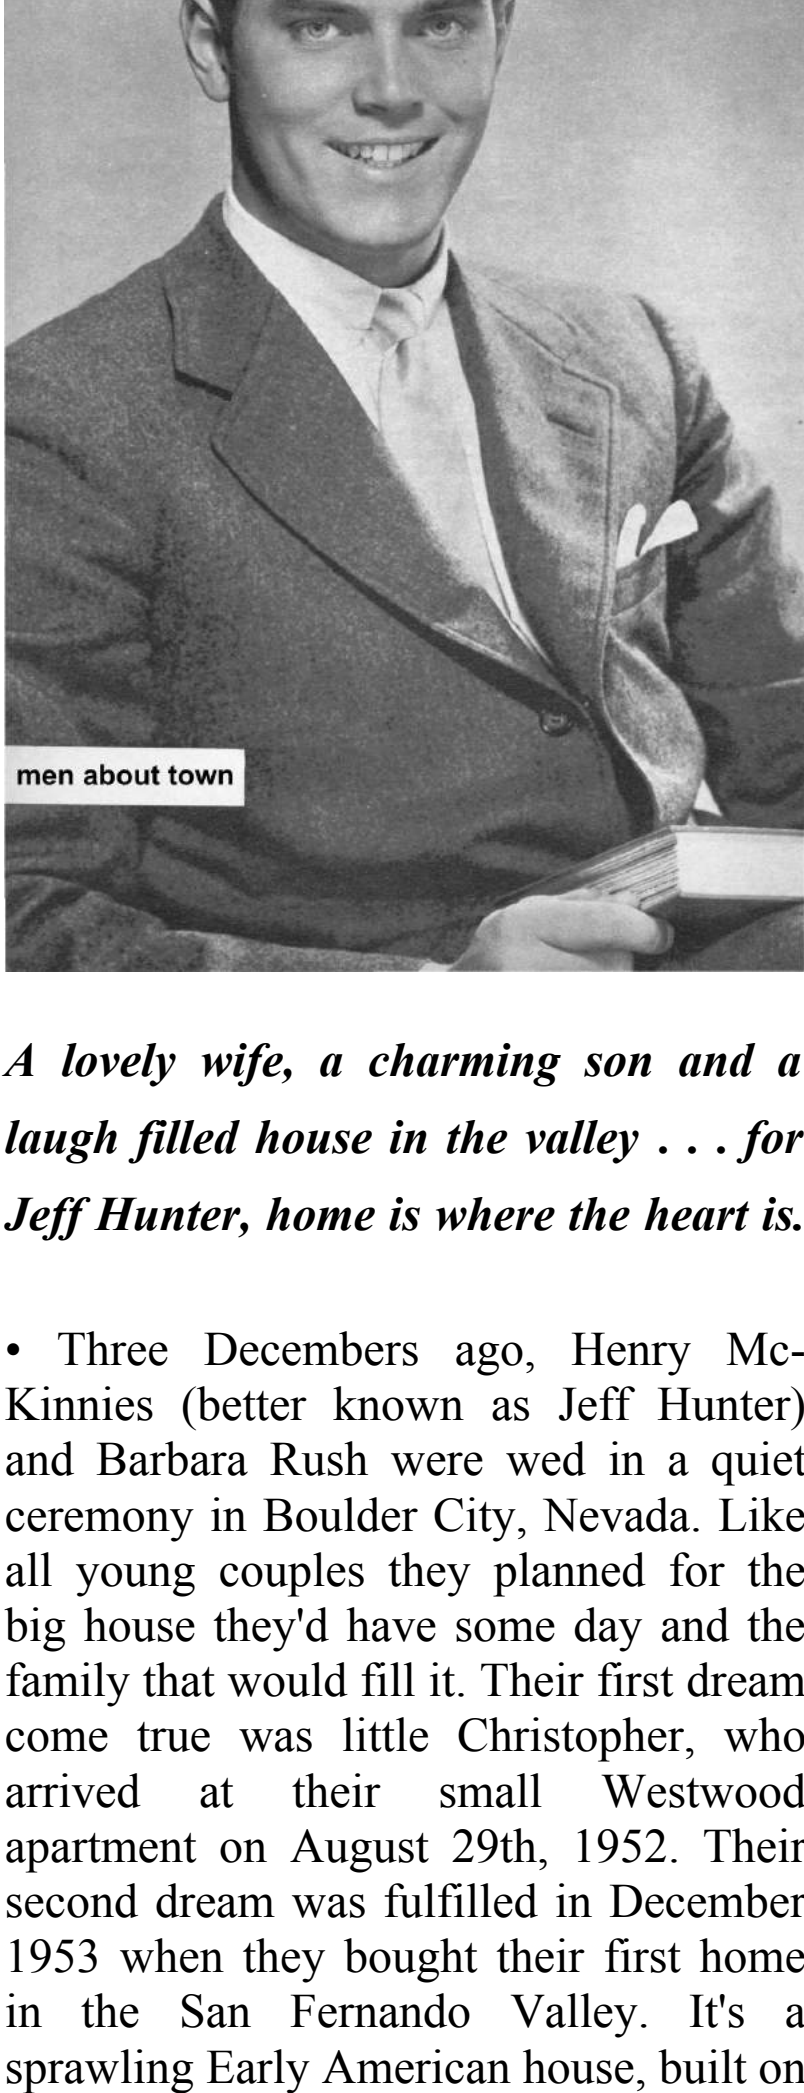 men about town
A lovely wife, a charming son and a
laugh filled house in the valley . . . for
Jeff Hunter, home is where the heart is.
• Three Decembers ago, Henry Mc-
Kinnies (better known as Jeff Hunter)
and Barbara Rush were wed in a quiet
ceremony in Boulder City, Nevada. Like
all young couples they planned for the
big house they'd have some day and the
family that would fill it. Their first dream
come true was little Christopher, who
arrived at their small Westwood
apartment on August 29th, 1952. Their
second dream was fulfilled in December
1953 when they bought their first home
in the San Fernando Valley. It's a
sprawling Early American house, built on